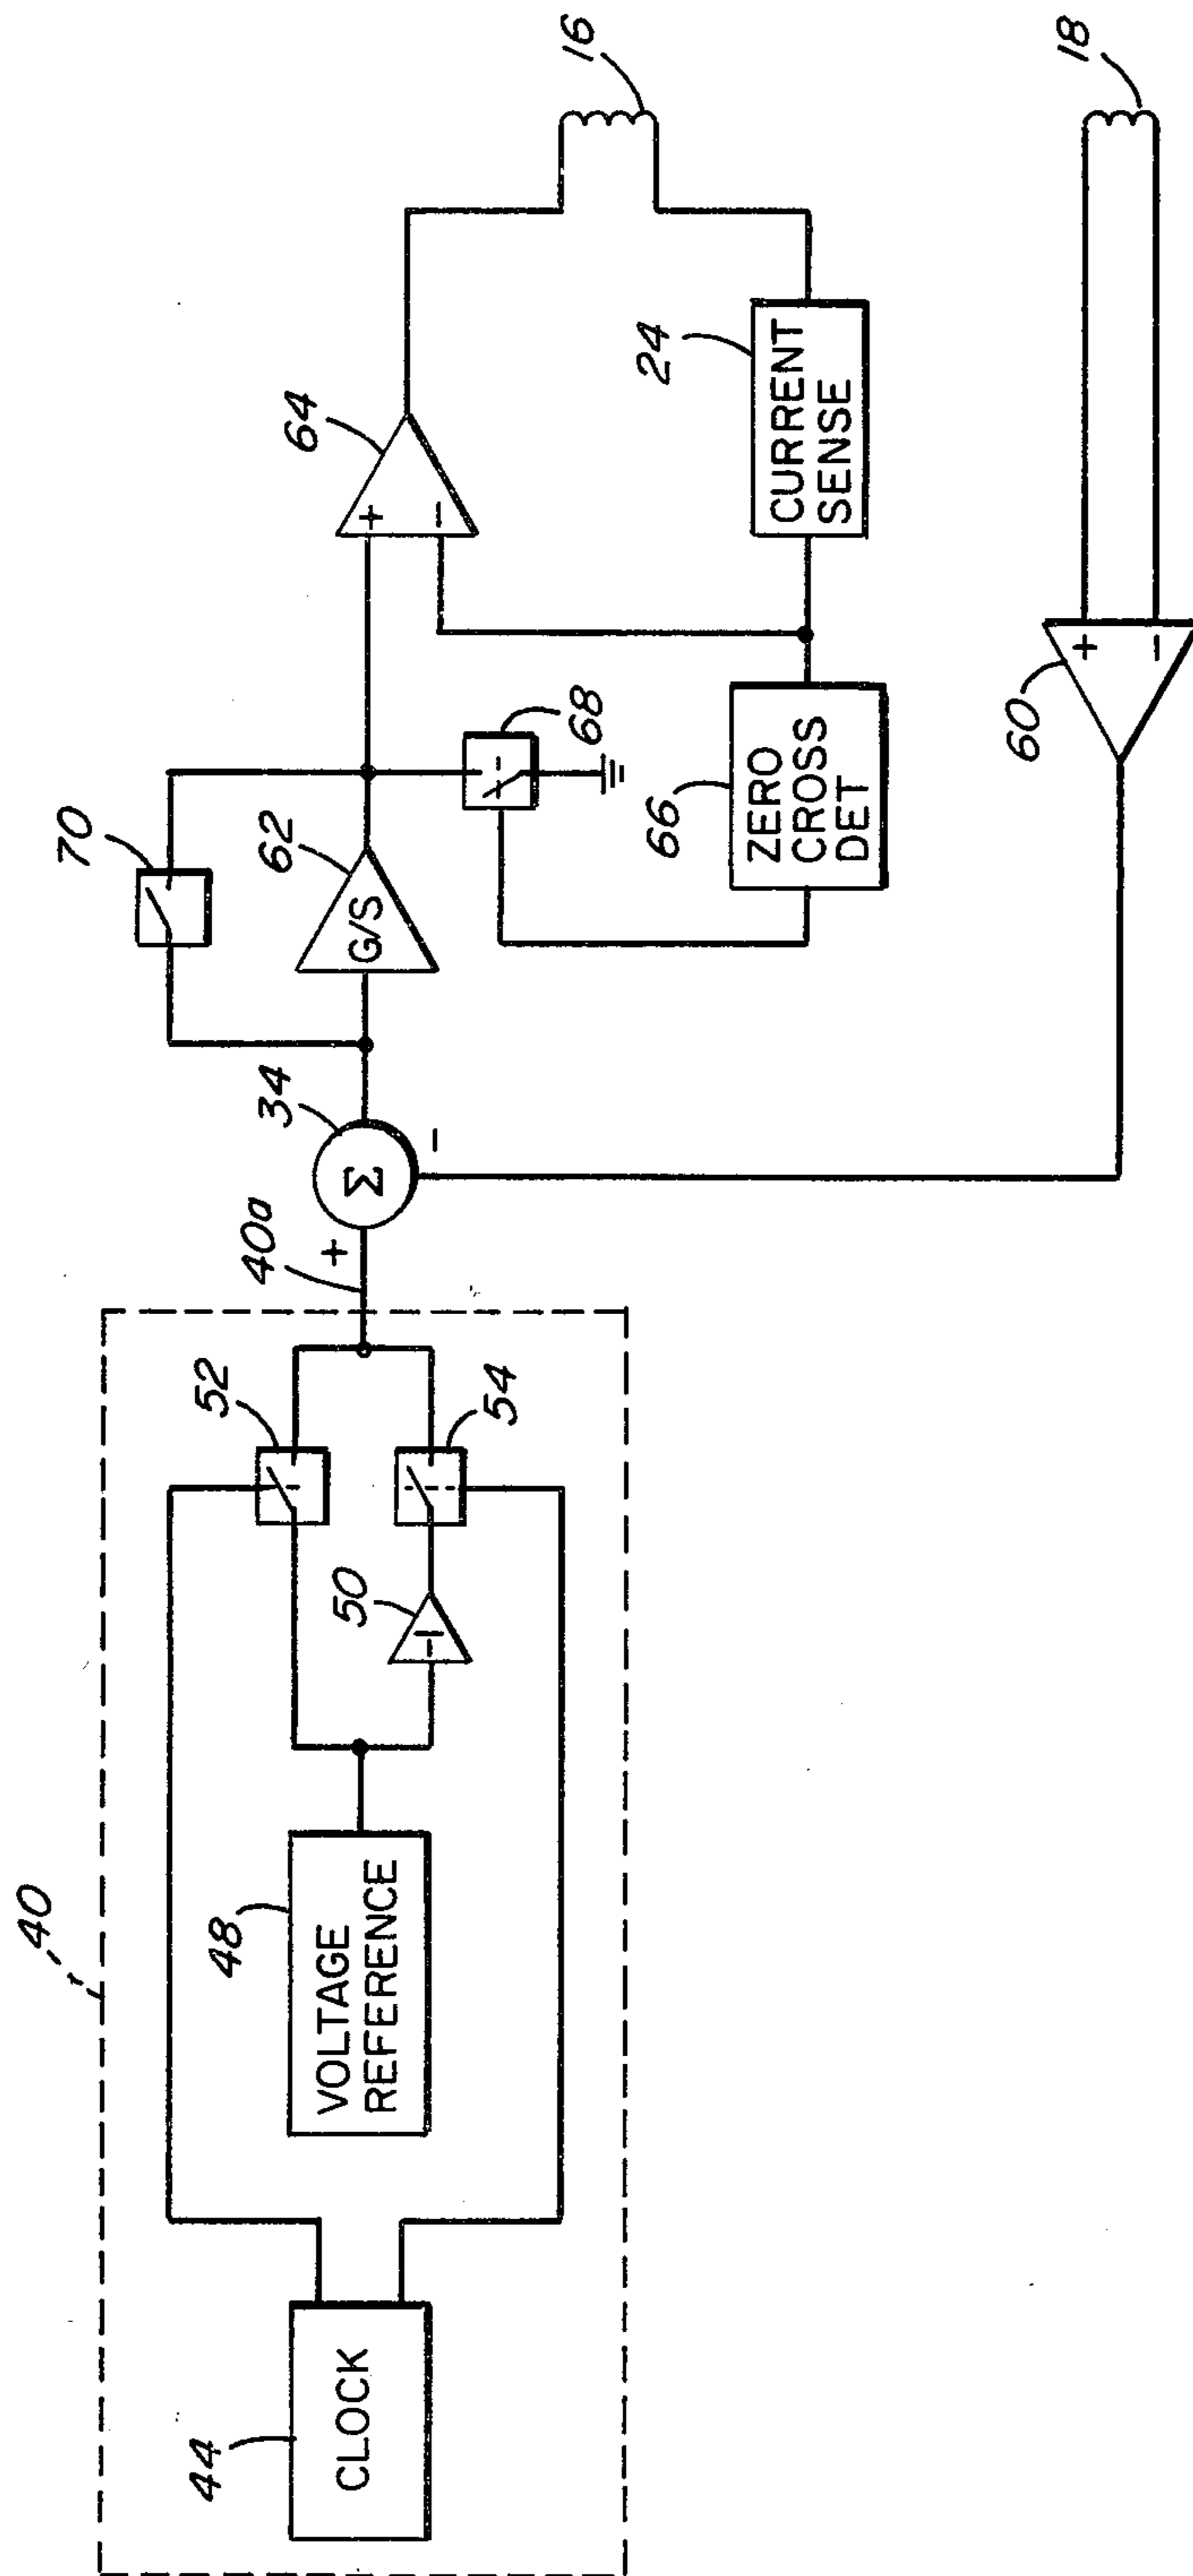 40
44
CLOCK
48
VOLTAGE
REFERENCE
50
-1
52
54
40a
+
34
Σ
-
70
62
G/S
68
64
+
-
16
24
CURRENT
SENSE
66
ZERO
CROSS
DET
60
+
-
18